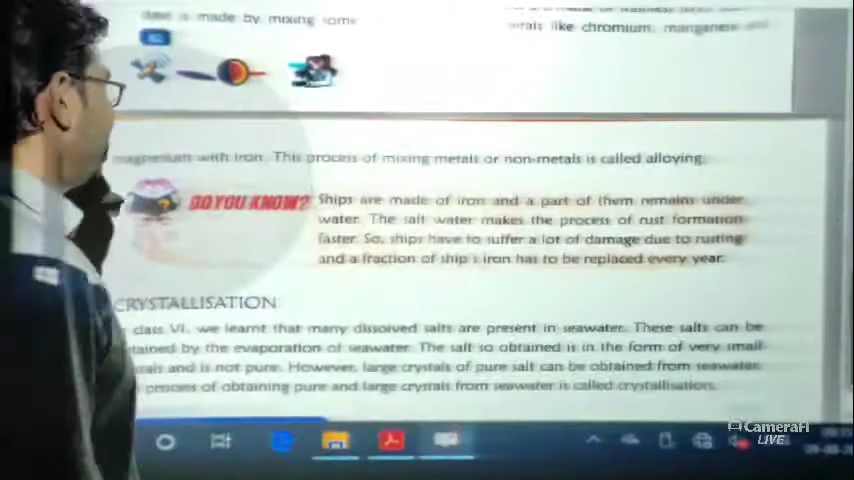 is made by mixing some
like chromium, manganese and
magnesium with iron. This process of mixing metals or non-metals is called alloying.
DO YOU KNOW?
Ships are made of iron and a part of them remains under
water. The salt water makes the process of rust formation
faster. So, ships have to suffer a lot of damage due to rusting
and a fraction of ship's iron has to be replaced every year.
CRYSTALLISATION
class VI, we learnt that many dissolved salts are present in seawater. These salts can be
tained by the evaporation of seawater. The salt so obtained is in the form of very small
tals and is not pure. However, large crystals of pure salt can be obtained from seawater.
process of obtaining pure and large crystals from seawater is called crystallisation.
CameraFi
LIVE